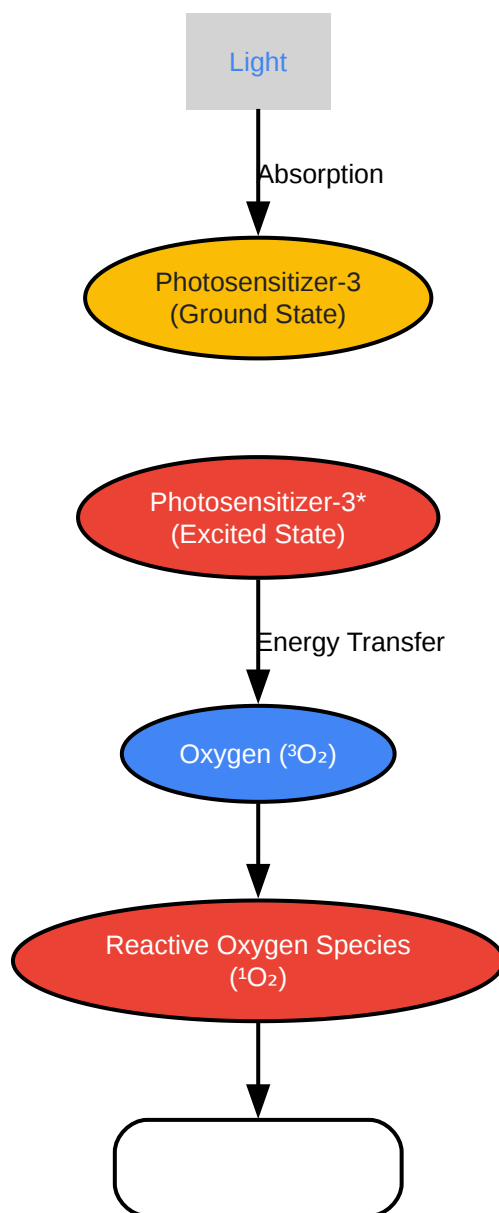 Light
Absorption
Photosensitizer-3
(Ground State)
Photosensitizer-3*
(Excited State)
Energy Transfer
Oxygen (³O₂)
Reactive Oxygen Species
(¹O₂)